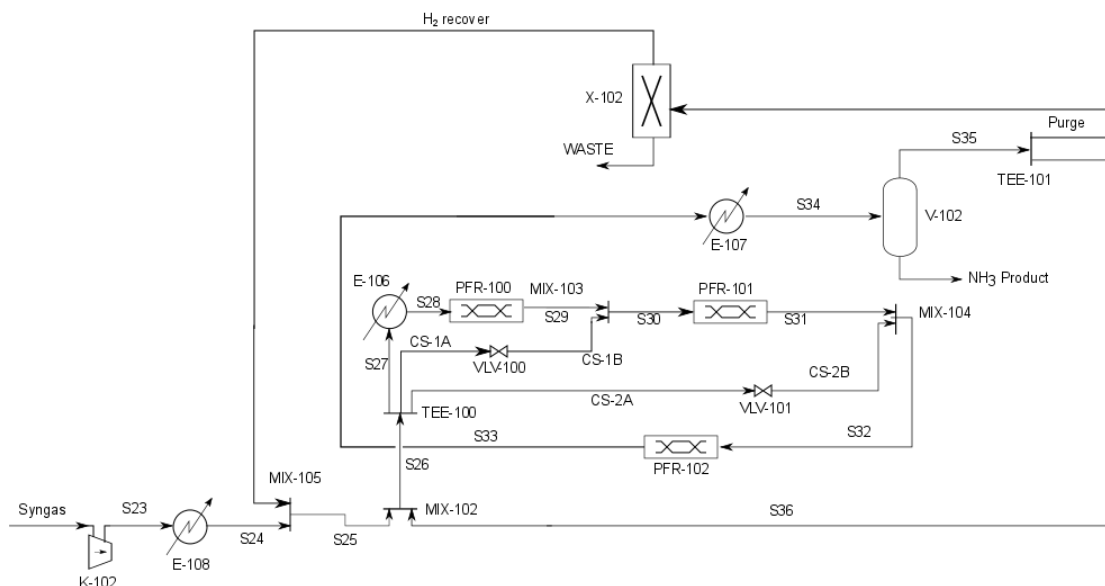 H2 recover
X-102
Purge
S35
WASTE
TEE-101
S34
V-102
E-107
E-106
S28
PFR-100
MIX-103
PFR-101
NH3 Product
S29
S30
S31
MIX-104
CS-1A
S27
CS-1B
VLV-100
CS-2B
CS-2A
VLV-101
TEE-100
S33
S32
S26
PFR-102
MIX-105
Syngas
S23
MIX-102
S36
S24
S25
E-108
K-102